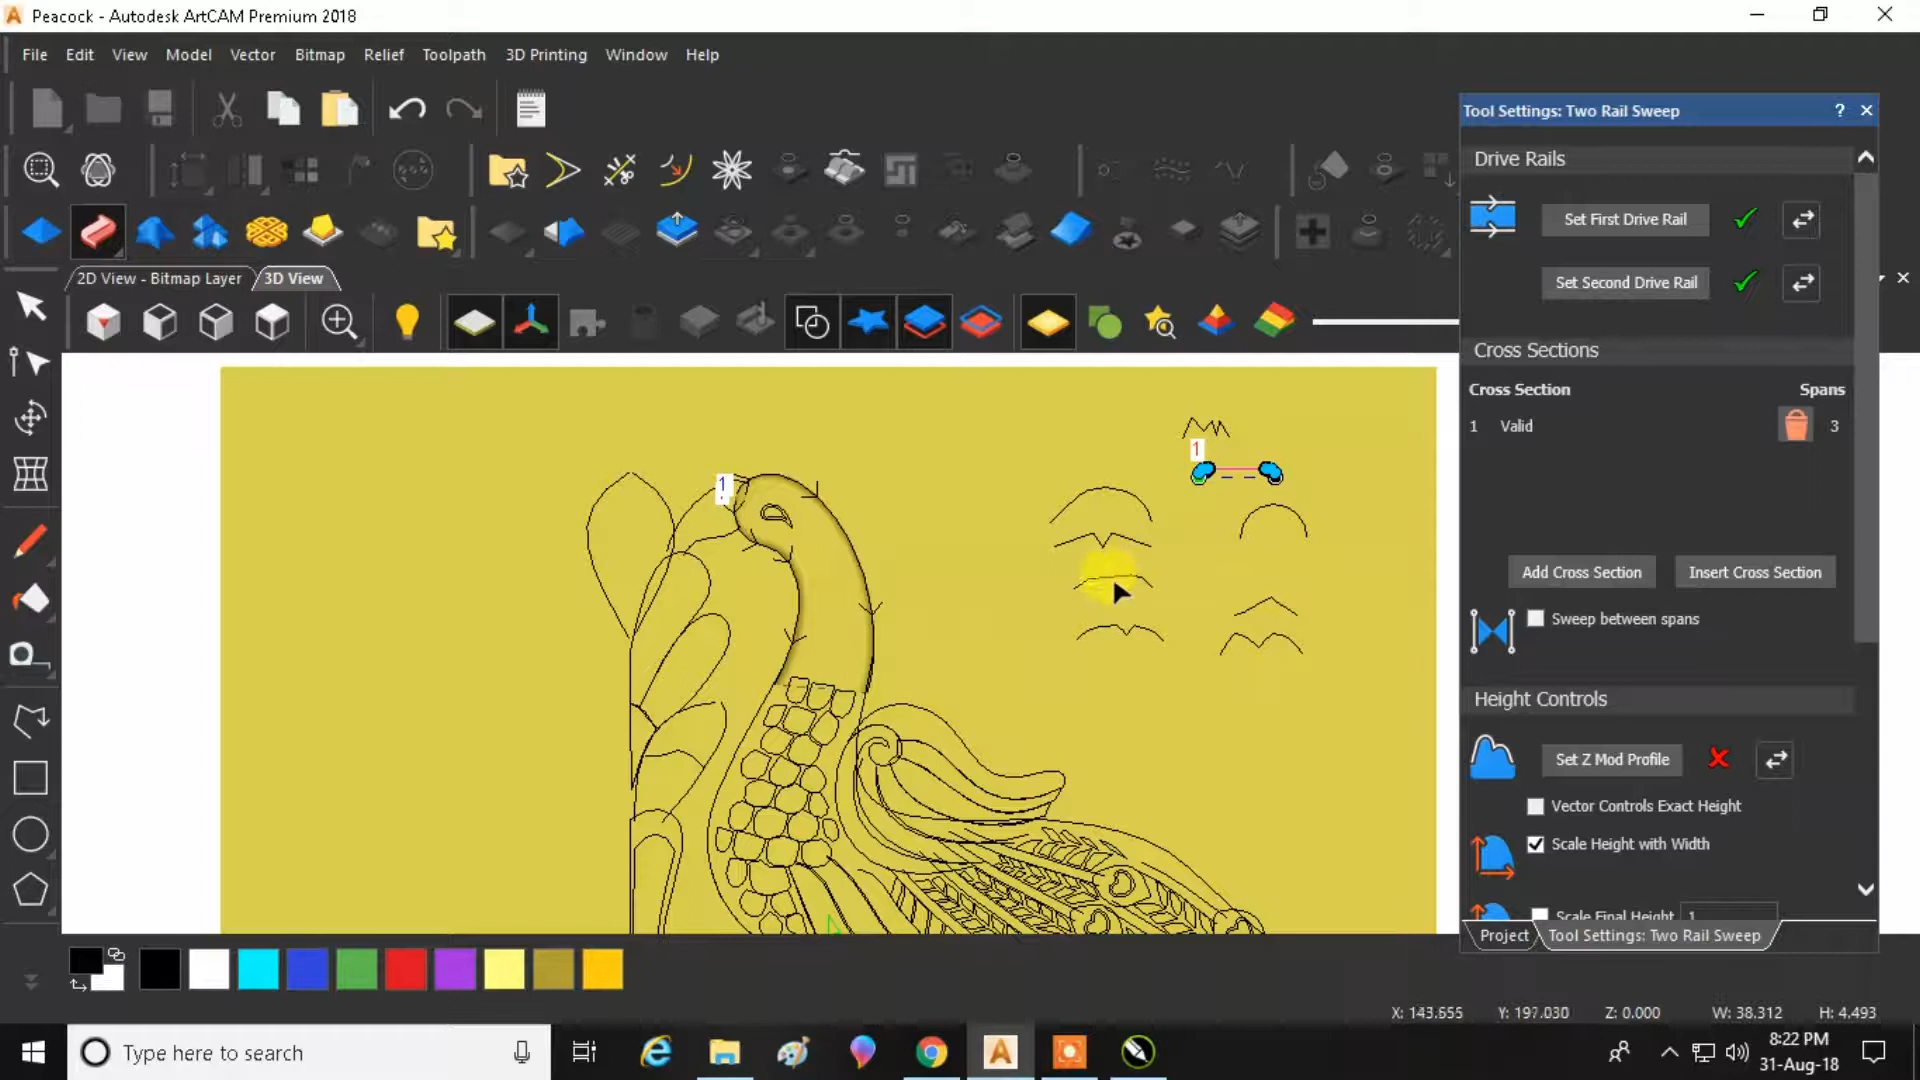 Peacock - Autodesk ArtCAM Premium 2018
File Edit View Model Vector Bitmap Relief Toolpath 3D Printing Window Help
Tool Settings: Two Rail Sweep ?
Drive Rails
Set First Drive Rail
2D View - Bitmap Layer 3D View
Set Second Drive Rail
Cross Sections
Cross Section Spans
1 Valid 3
1
1
Add Cross Section Insert Cross Section
Sweep between spans
Height Controls
Set Z Mod Profile
Vector Controls Exact Height
Scale Height with Width
Scale Final Height 1
Project Tool Settings: Two Rail Sweep
X: 143.655 Y: 197.030 Z: 0.000 W: 38.312 H: 4.493
Type here to search
8:22 PM
31-Aug-18